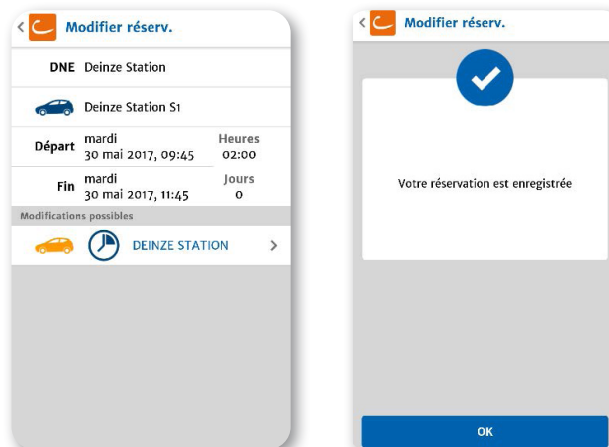 Modifier réserv.
DNE Deinze Station
Deinze Station S1
Départ mardi 30 mai 2017, 09:45 Heures 02:00
Fin mardi 30 mai 2017, 11:45 Jours 0
Modifications possibles
DEINZE STATION
Modifier réserv.
Votre réservation est enregistrée
OK